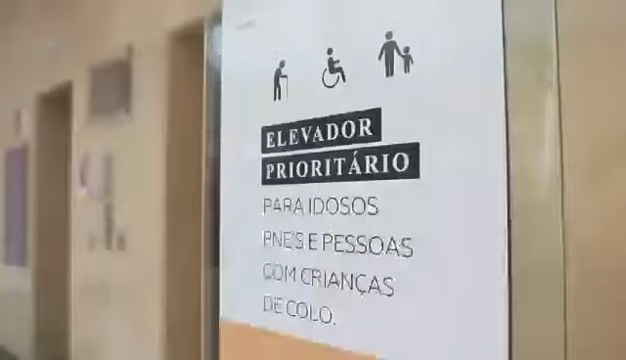 ELEVADOR
PRIORITÁRIO
PARA IDOSOS
PNE'S E PESSOAS
COM CRIANÇAS
DE COLO.